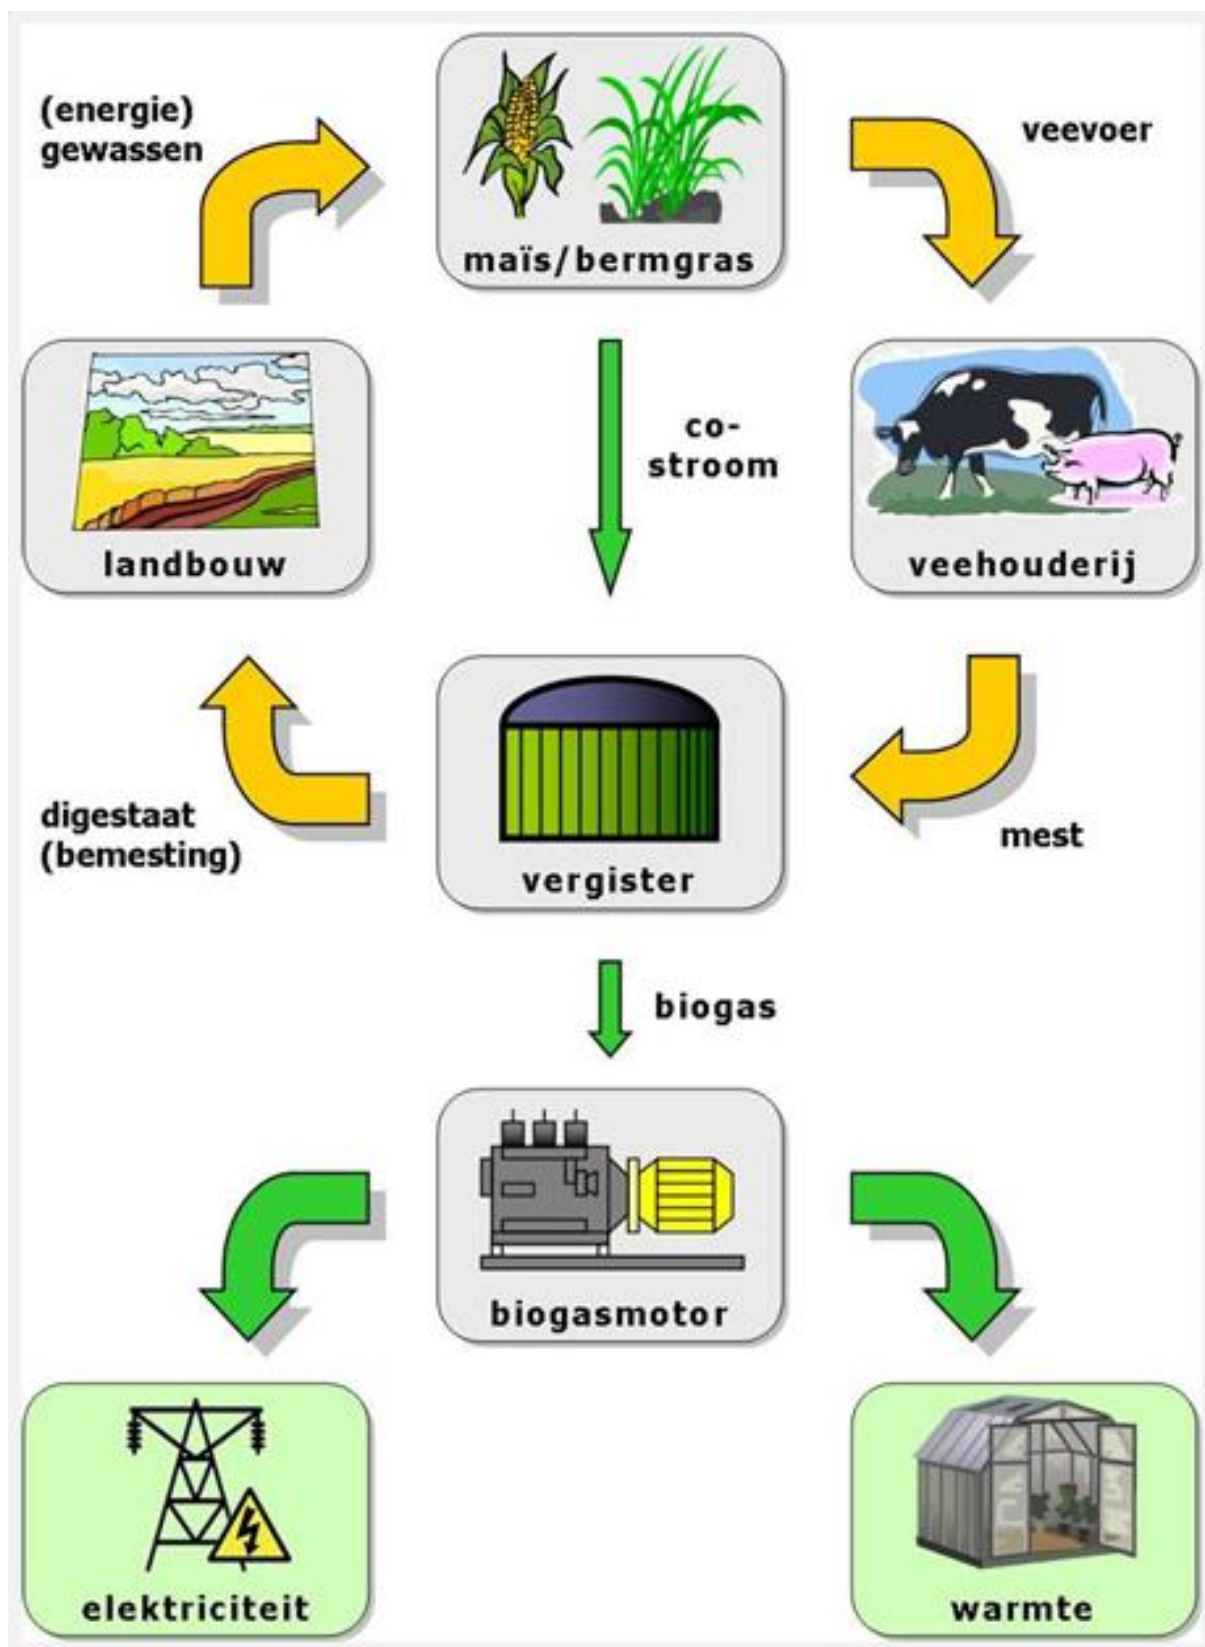 (energie)
gewassen
veevoer
maïs/bermgras
co-
stroom
landbouw
veehouderij
digestaat
(bemesting)
mest
vergister
biogas
biogasmotor
elektriciteit
warmte